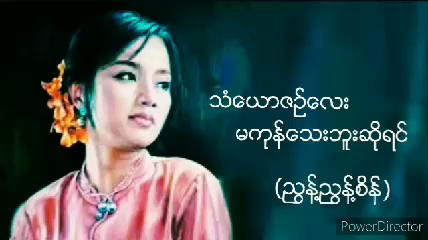 သံယောဇဉ်လေး
မကုန်သေးဘူးဆိုရင်
(ညွန့်ညွန့်စိန်)
PowerDirector